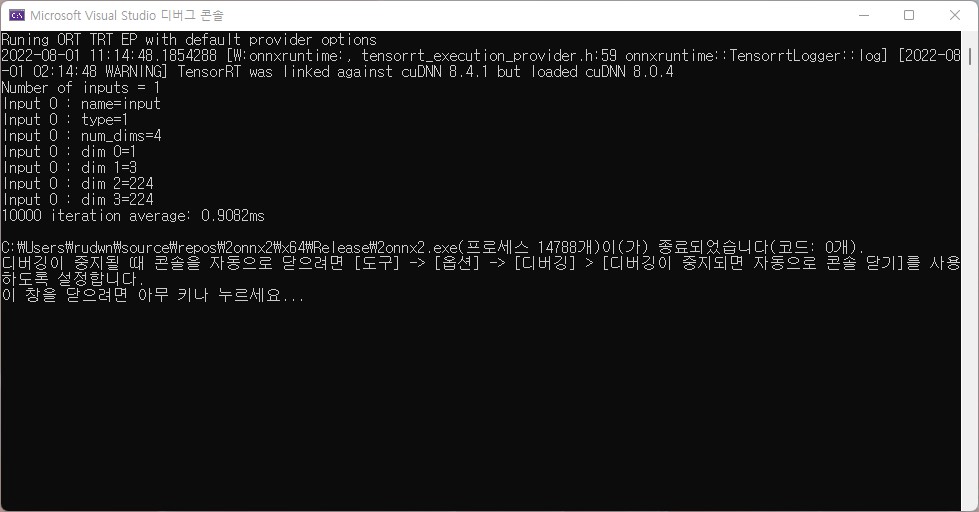 Microsoft Visual Studio 디버그 콘솔
Runing ORT TRT EP with default provider options
2022-08-01 11:14:48.1854288 [W:onnxruntime:, tensorrt_execution_provider.h:59 onnxruntime::TensorrtLogger::log] [2022-08
-01 02:14:48 WARNING] TensorRT was linked against cuDNN 8.4.1 but loaded cuDNN 8.0.4
Number of inputs = 1
Input 0 : name=input
Input 0 : type=1
Input 0 : num_dims=4
Input 0 : dim 0=1
Input 0 : dim 1=3
Input 0 : dim 2=224
Input 0 : dim 3=224
10000 iteration average: 0.9082ms
C:₩Users₩rudwn₩source₩repos₩2onnx2₩x64₩Release₩2onnx2.exe(프로세스 14788개)이(가) 종료되었습니다(코드: 0개).
디버깅이 중지될 때 콘솔을 자동으로 닫으려면 [도구] -> [옵션] -> [디버깅] > [디버깅이 중지되면 자동으로 콘솔 닫기]를 사용
하도록 설정합니다.
이 창을 닫으려면 아무 키나 누르세요...